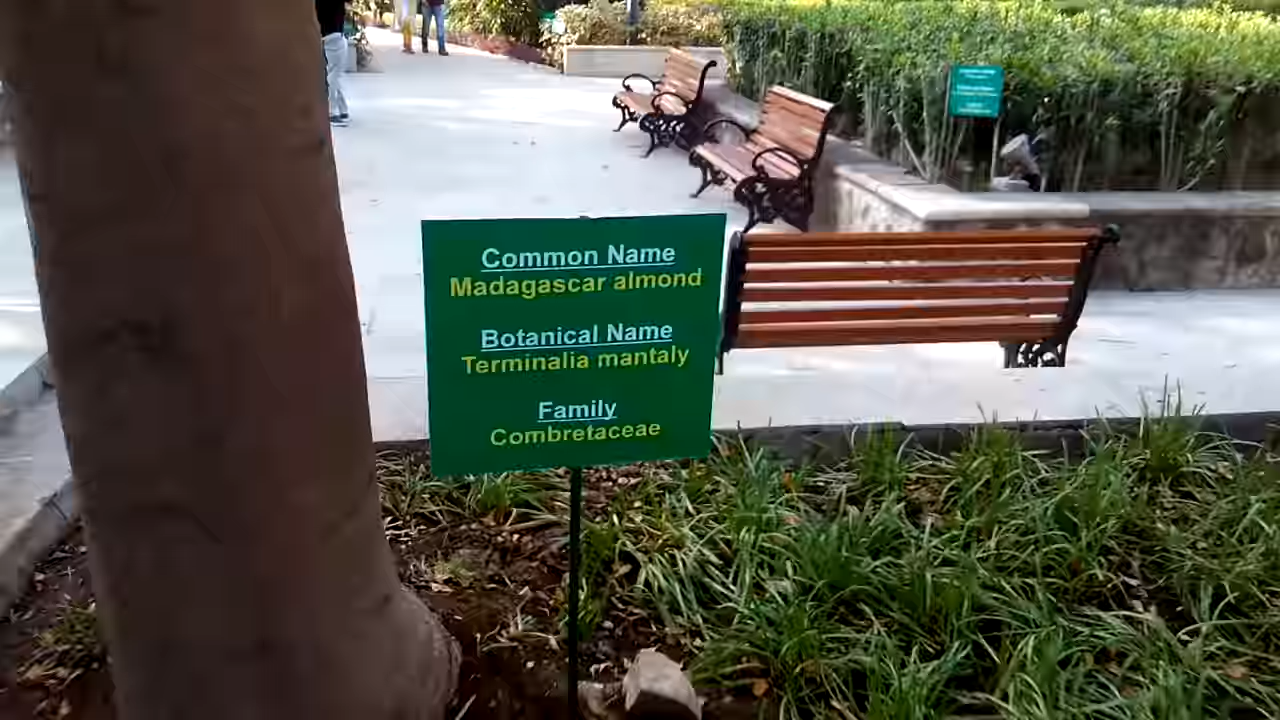 Common Name
Madagascar almond
Botanical Name
Terminalia mantaly
Family
Combretaceae